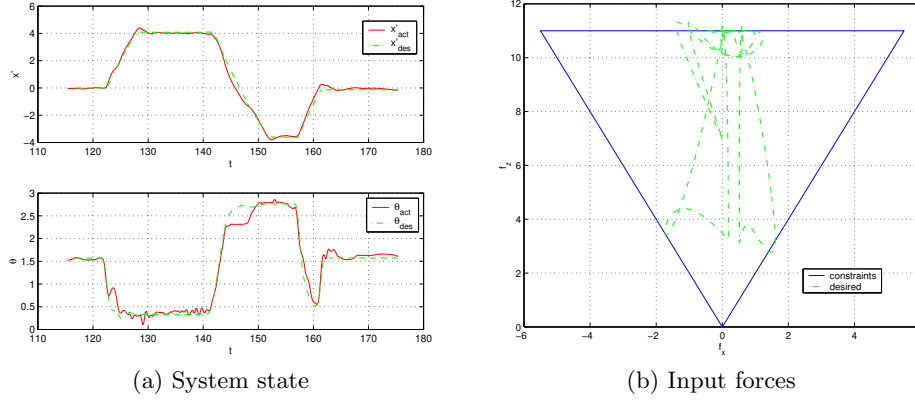 6
4
2
0
−2
−4
110 120 130 140 150 160 170 180
x'
t
x'act
x'des
3
2.5
2
1.5
1
0.5
0
110 120 130 140 150 160 170 180
θ
t
θact
θdes
(a) System state
12
10
8
6
4
2
0
−6 −4 −2 0 2 4 6
fz
fx
constraints
desired
(b) Input forces